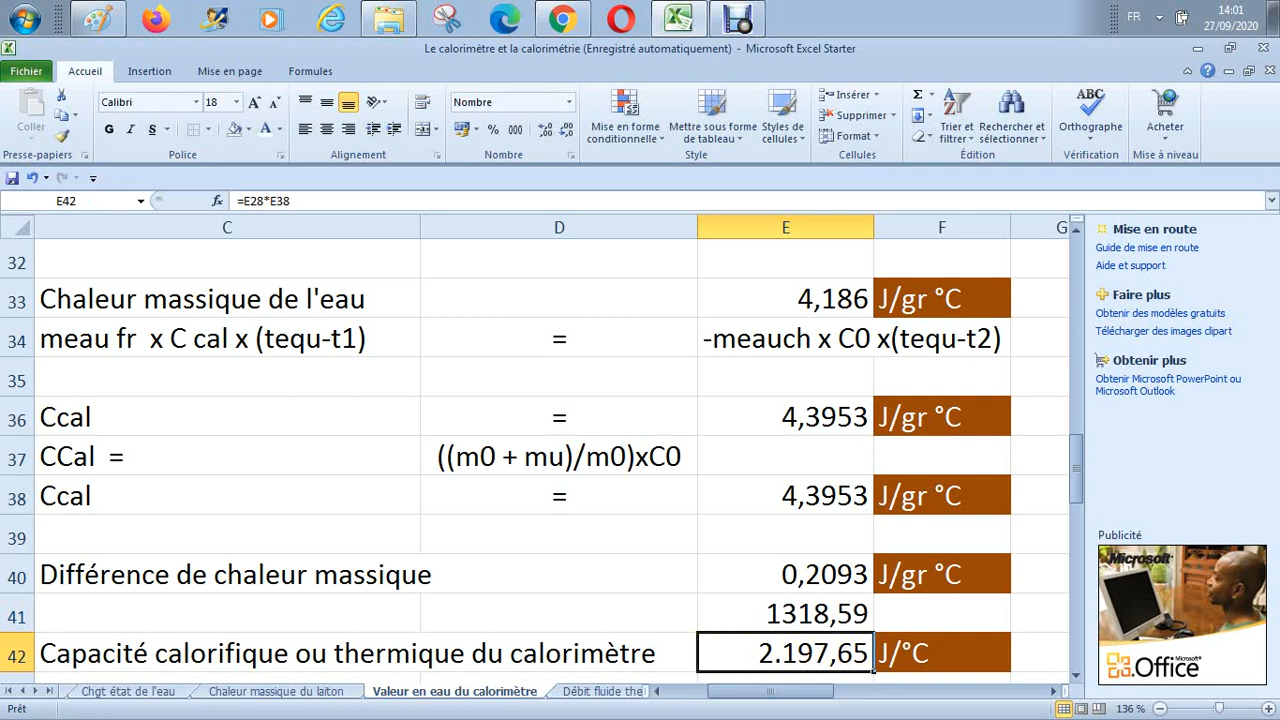 FR
14:01
27/09/2020
Le calorimètre et la calorimétrie (Enregistré automatiquement) - Microsoft Excel Starter
Fichier Accueil Insertion Mise en page Formules
Coller
Presse-papiers
Calibri 18
G I S
Police
Alignement
Nombre
% 000
Nombre
Mise en forme conditionnelle
Mettre sous forme de tableau
Styles de cellules
Style
Insérer
Supprimer
Format
Cellules
Σ
Trier et filtrer
Rechercher et sélectionner
Édition
ABC
Orthographe
Vérification
Acheter
Mise à niveau
E42 fx =E28*E38
C D E F G
32
33 Chaleur massique de l'eau 4,186 J/gr °C
34 meau fr x C cal x (tequ-t1) = -meauch x C0 x(tequ-t2)
35
36 Ccal = 4,3953 J/gr °C
37 CCal = ((m0 + mu)/m0)xC0
38 Ccal = 4,3953 J/gr °C
39
40 Différence de chaleur massique 0,2093 J/gr °C
41 1318,59
42 Capacité calorifique ou thermique du calorimètre 2.197,65 J/°C
Mise en route
Guide de mise en route
Aide et support
Faire plus
Obtenir des modèles gratuits
Télécharger des images clipart
Obtenir plus
Obtenir Microsoft PowerPoint ou
Microsoft Outlook
Publicité
Microsoft
Microsoft
Office
Chgt état de l'eau Chaleur massique du laiton Valeur en eau du calorimètre Débit fluide the
Prêt 136 %